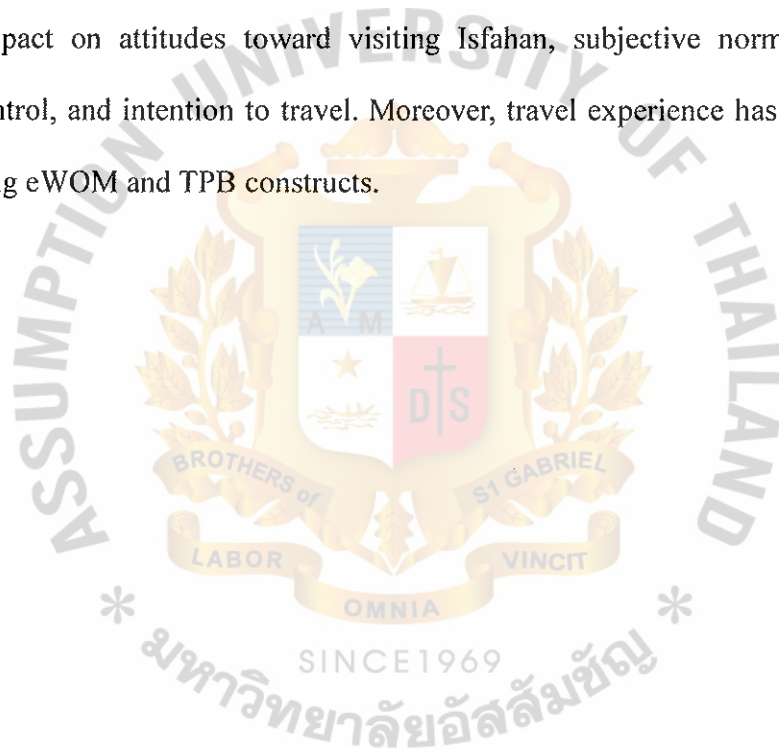 pact on attitudes toward visiting Isfahan, subjective norm
ntrol, and intention to travel. Moreover, travel experience has
g eWOM and TPB constructs.
ASSUMPTION UNIVERSITY OF THAILAND
A M
D S
BROTHERS of S1 GABRIEL
LABOR VINCIT
OMNIA
SINCE1969
* มหาวิทยาลัยอัสสัมชัญ *